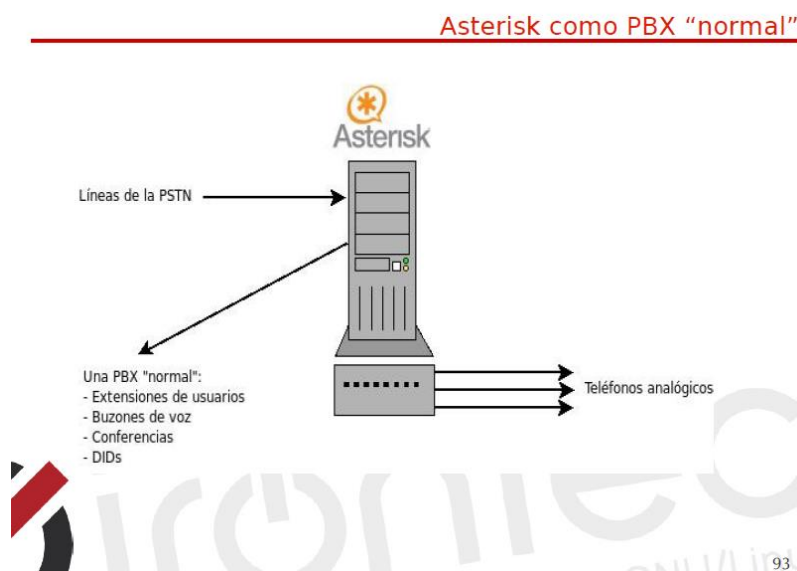 Asterisk como PBX “normal”
Asterisk
Líneas de la PSTN
Una PBX "normal":
- Extensiones de usuarios
- Buzones de voz
- Conferencias
- DIDs
Teléfonos analógicos
93